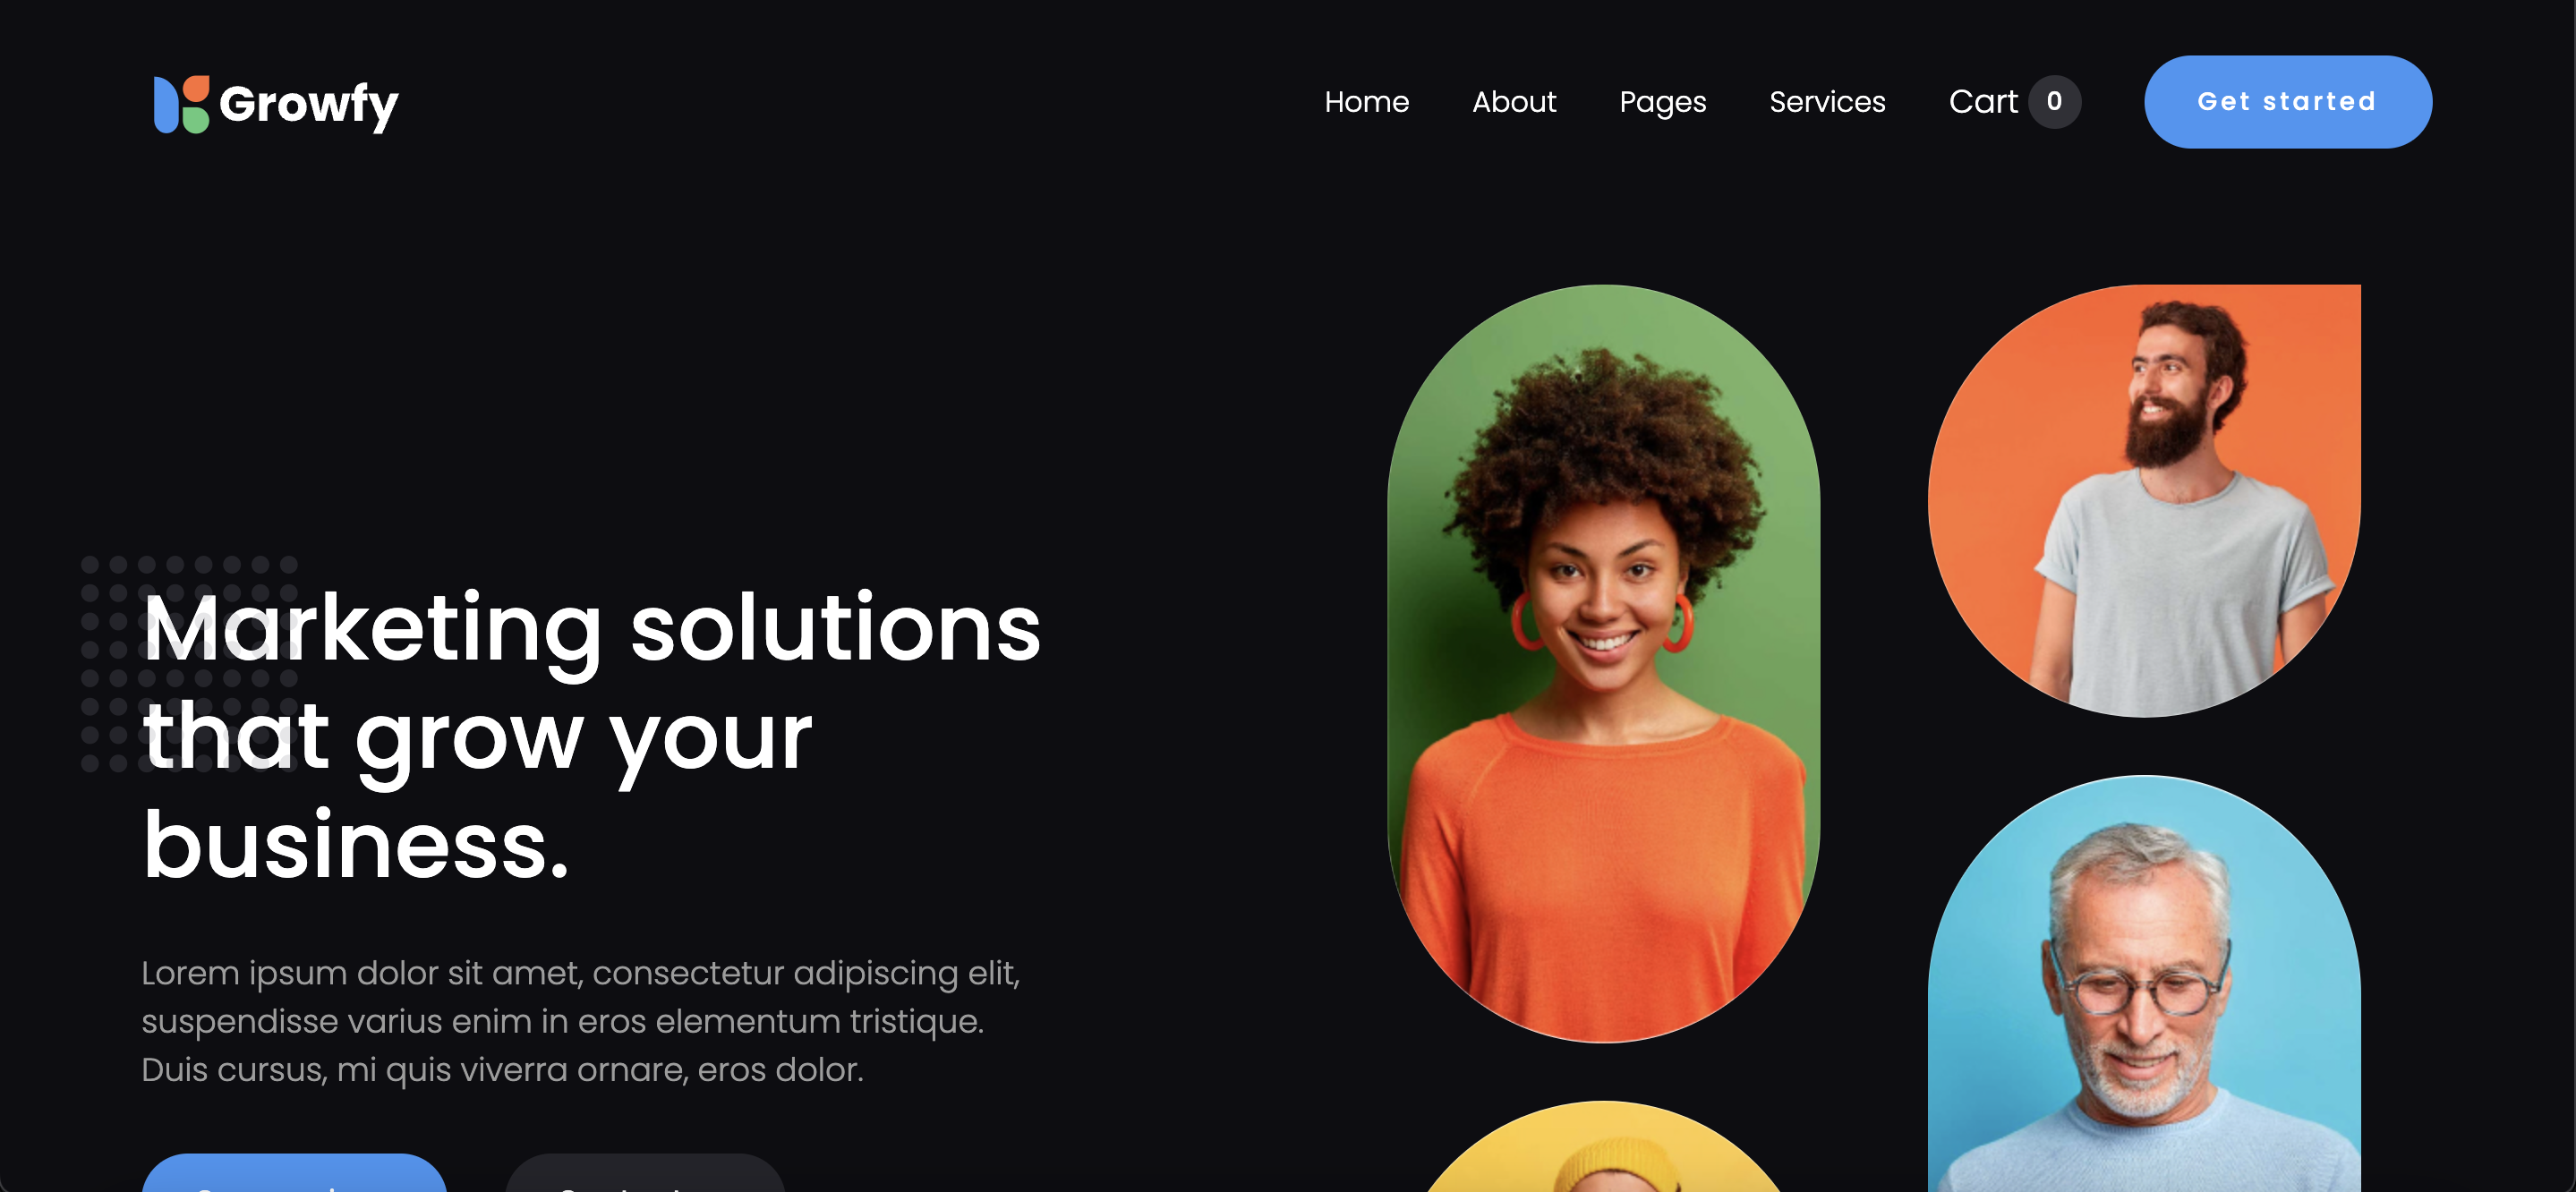 Growfy
Home About Pages Services Cart 0 Get started
Marketing solutions
that grow your
business.
Lorem ipsum dolor sit amet, consectetur adipiscing elit,
suspendisse varius enim in eros elementum tristique.
Duis cursus, mi quis viverra ornare, eros dolor.